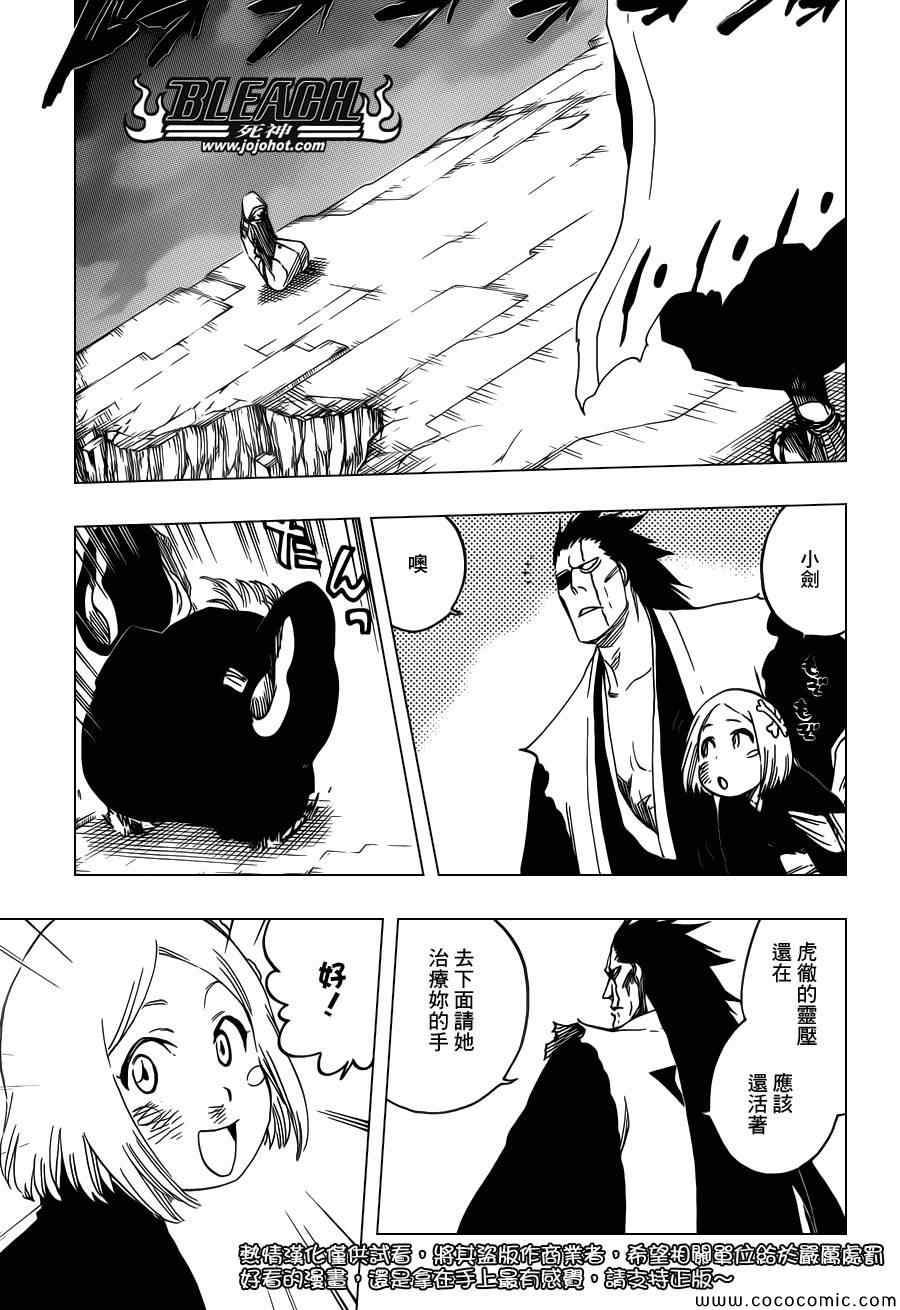 BLEACH
死神
www.jojohot.com
小劍
噢
もぞ
もぞ
たんっ
虎徹的靈壓
還在
應該
還活著
去下面請她
治療妳的手
好！
熱情漢化僅供試看，將其盜版作商業者，希望相關單位給於嚴厲處罰
好看的漫畫，還是拿在手上最有感覺，請支持正版～
www.cococomic.com